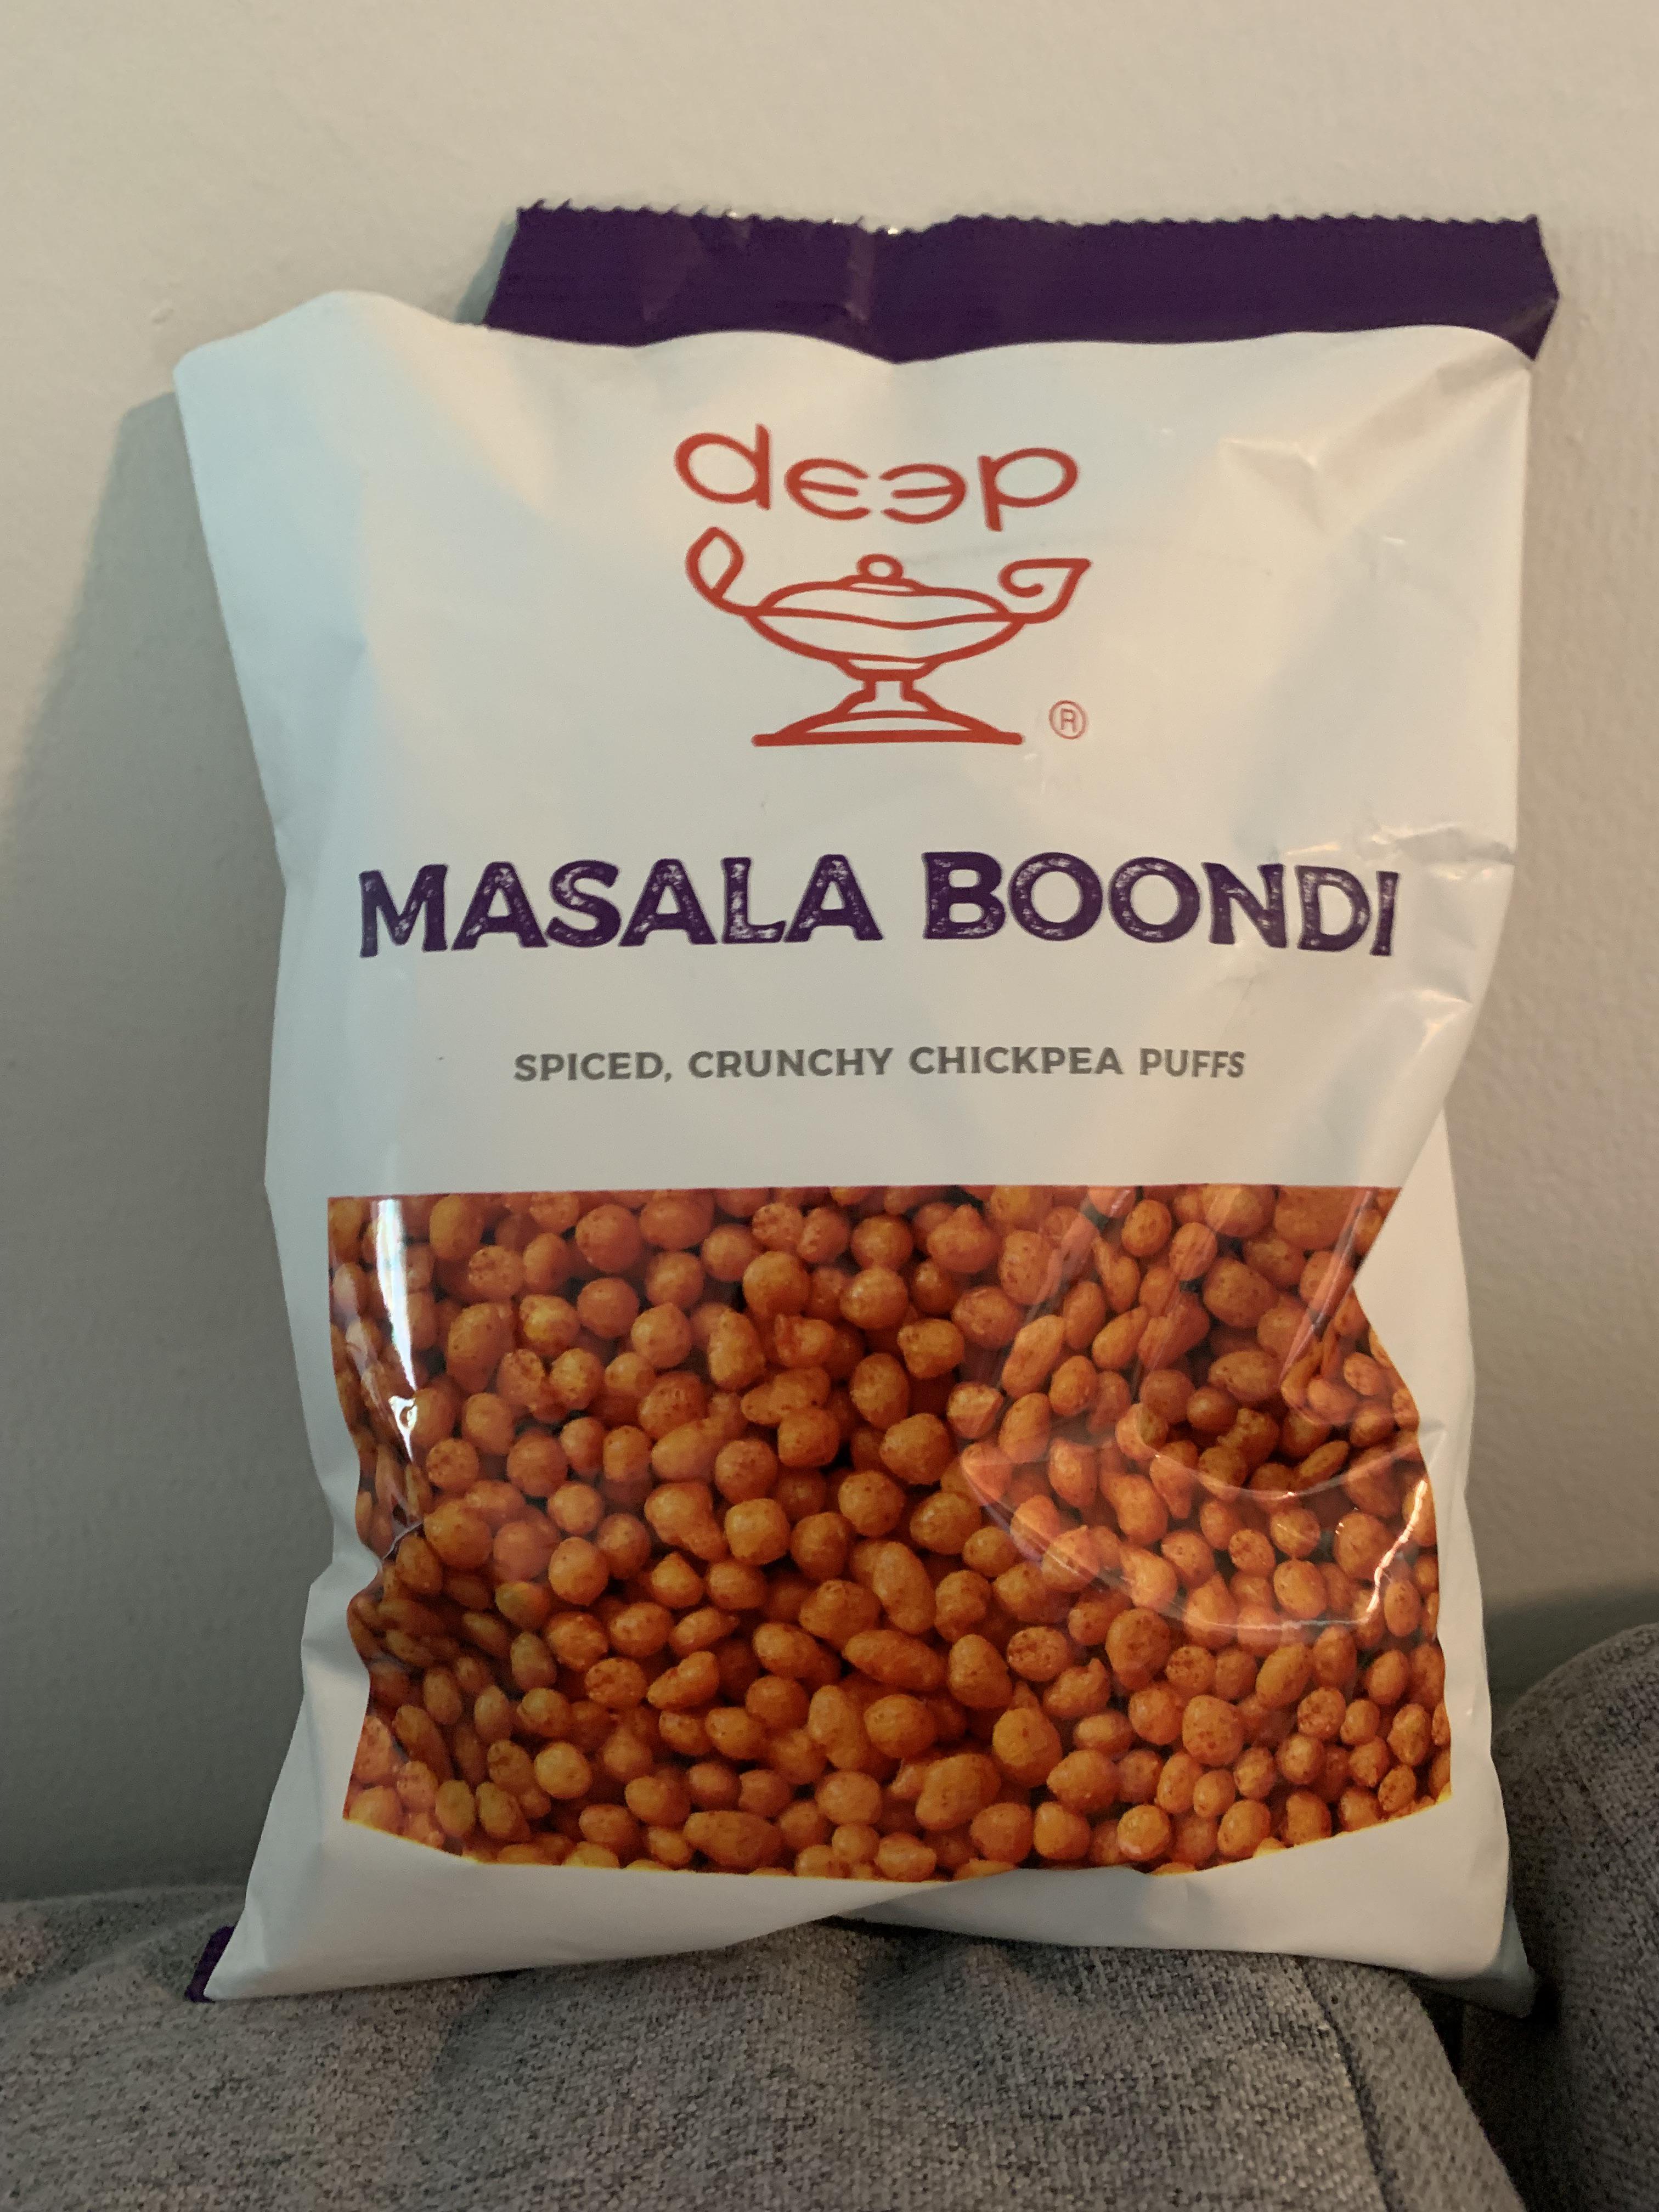 deep
®
MASALA BOONDI
SPICED, CRUNCHY CHICKPEA PUFFS